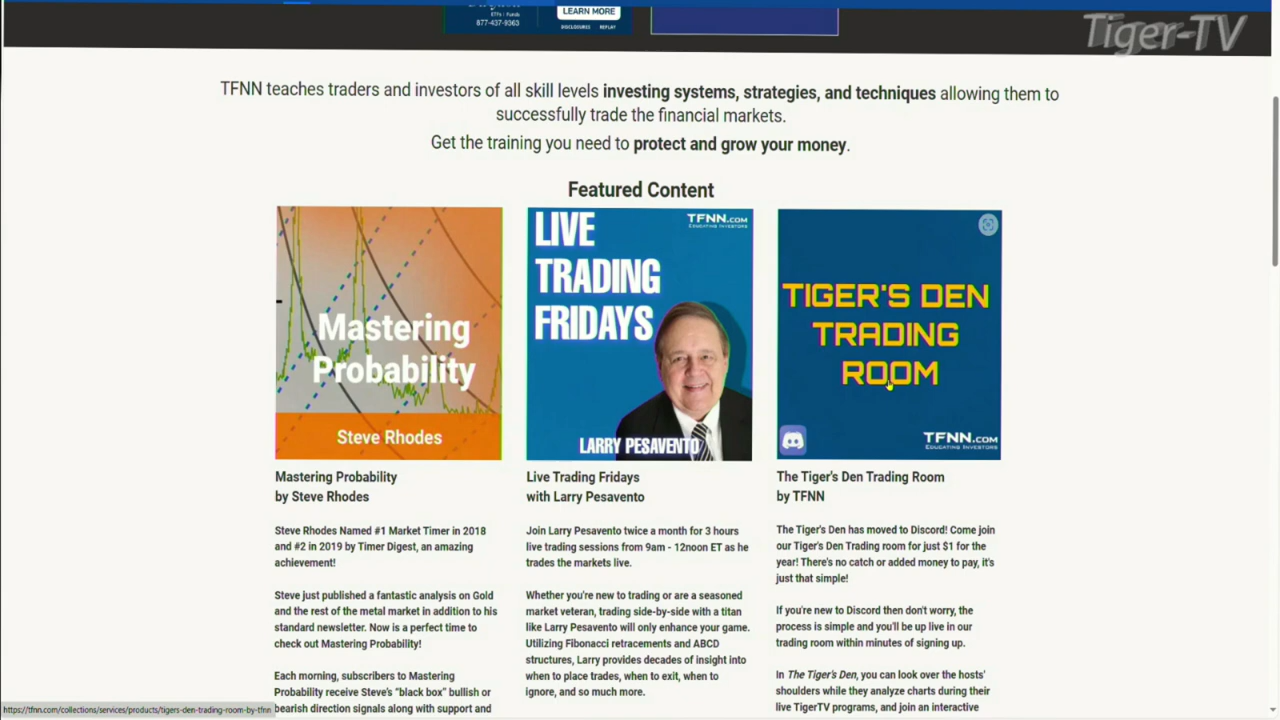 ETFs | Funds
877-437-9363
LEARN MORE
DISCLOSURES REPLAY
Tiger-TV
TFNN teaches traders and investors of all skill levels investing systems, strategies, and techniques allowing them to
successfully trade the financial markets.
Get the training you need to protect and grow your money.
Featured Content
Mastering
Probability
Steve Rhodes
LIVE
TRADING
FRIDAYS
TFNN.COM
EDUCATING INVESTORS
LARRY PESAVENTO
TIGER'S DEN
TRADING
ROOM
TFNN.COM
EDUCATING INVESTORS
Mastering Probability
by Steve Rhodes
Steve Rhodes Named #1 Market Timer in 2018
and #2 in 2019 by Timer Digest, an amazing
achievement!
Steve just published a fantastic analysis on Gold
and the rest of the metal market in addition to his
standard newsletter. Now is a perfect time to
check out Mastering Probability!
Each morning, subscribers to Mastering
Probability receive Steve's "black box" bullish or
bearish direction signals along with support and
Live Trading Fridays
with Larry Pesavento
Join Larry Pesavento twice a month for 3 hours
live trading sessions from 9am - 12noon ET as he
trades the markets live.
Whether you're new to trading or are a seasoned
market veteran, trading side-by-side with a titan
like Larry Pesavento will only enhance your game.
Utilizing Fibonacci retracements and ABCD
structures, Larry provides decades of insight into
when to place trades, when to exit, when to
ignore, and so much more.
The Tiger's Den Trading Room
by TFNN
The Tiger's Den has moved to Discord! Come join
our Tiger's Den Trading room for just $1 for the
year! There's no catch or added money to pay, it's
just that simple!
If you're new to Discord then don't worry, the
process is simple and you'll be up live in our
trading room within minutes of signing up.
In The Tiger's Den, you can look over the hosts'
shoulders while they analyze charts during their
live TigerTV programs, and join an interactive
https://tfnn.com/collections/services/products/tigers-den-trading-room-by-tfnn